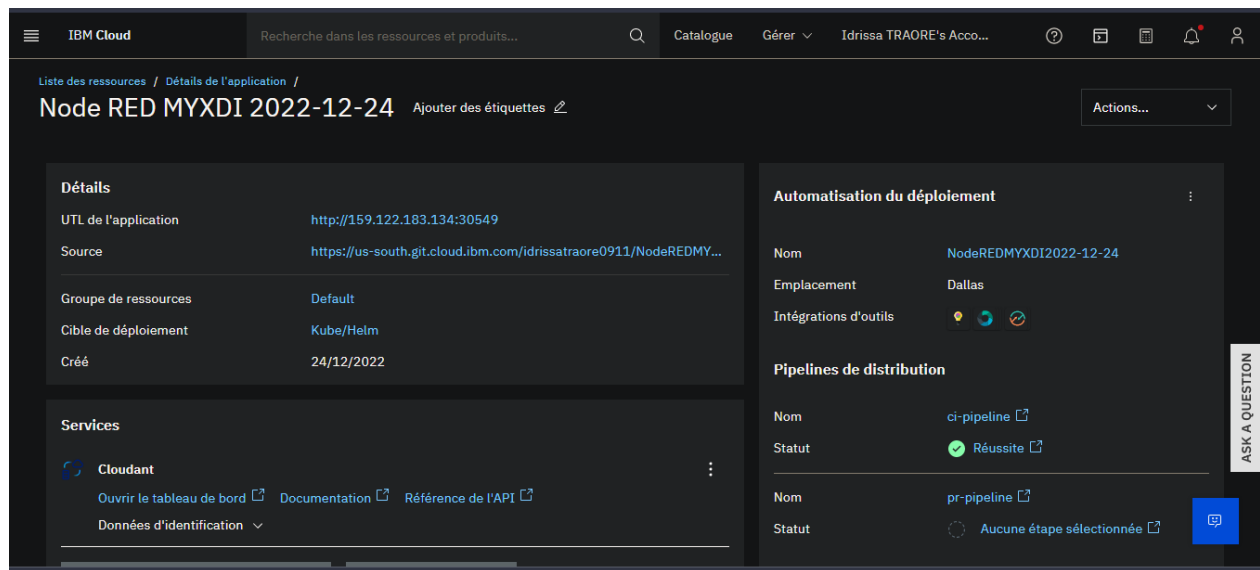 IBM Cloud
Recherche dans les ressources et produits...
Catalogue
Gérer
Idrissa TRAORE's Acco...
Liste des ressources / Détails de l'application /
Node RED MYXDI 2022-12-24
Ajouter des étiquettes
Actions...
Détails
UTL de l'application http://159.122.183.134:30549
Source https://us-south.git.cloud.ibm.com/idrissatraore0911/NodeREDMY...
Groupe de ressources Default
Cible de déploiement Kube/Helm
Créé 24/12/2022
Services
Cloudant
Ouvrir le tableau de bord Documentation Référence de l'API
Données d'identification
Automatisation du déploiement
Nom NodeREDMYXDI2022-12-24
Emplacement Dallas
Intégrations d'outils
Pipelines de distribution
Nom ci-pipeline
Statut Réussite
Nom pr-pipeline
Statut Aucune étape sélectionnée
ASK A QUESTION